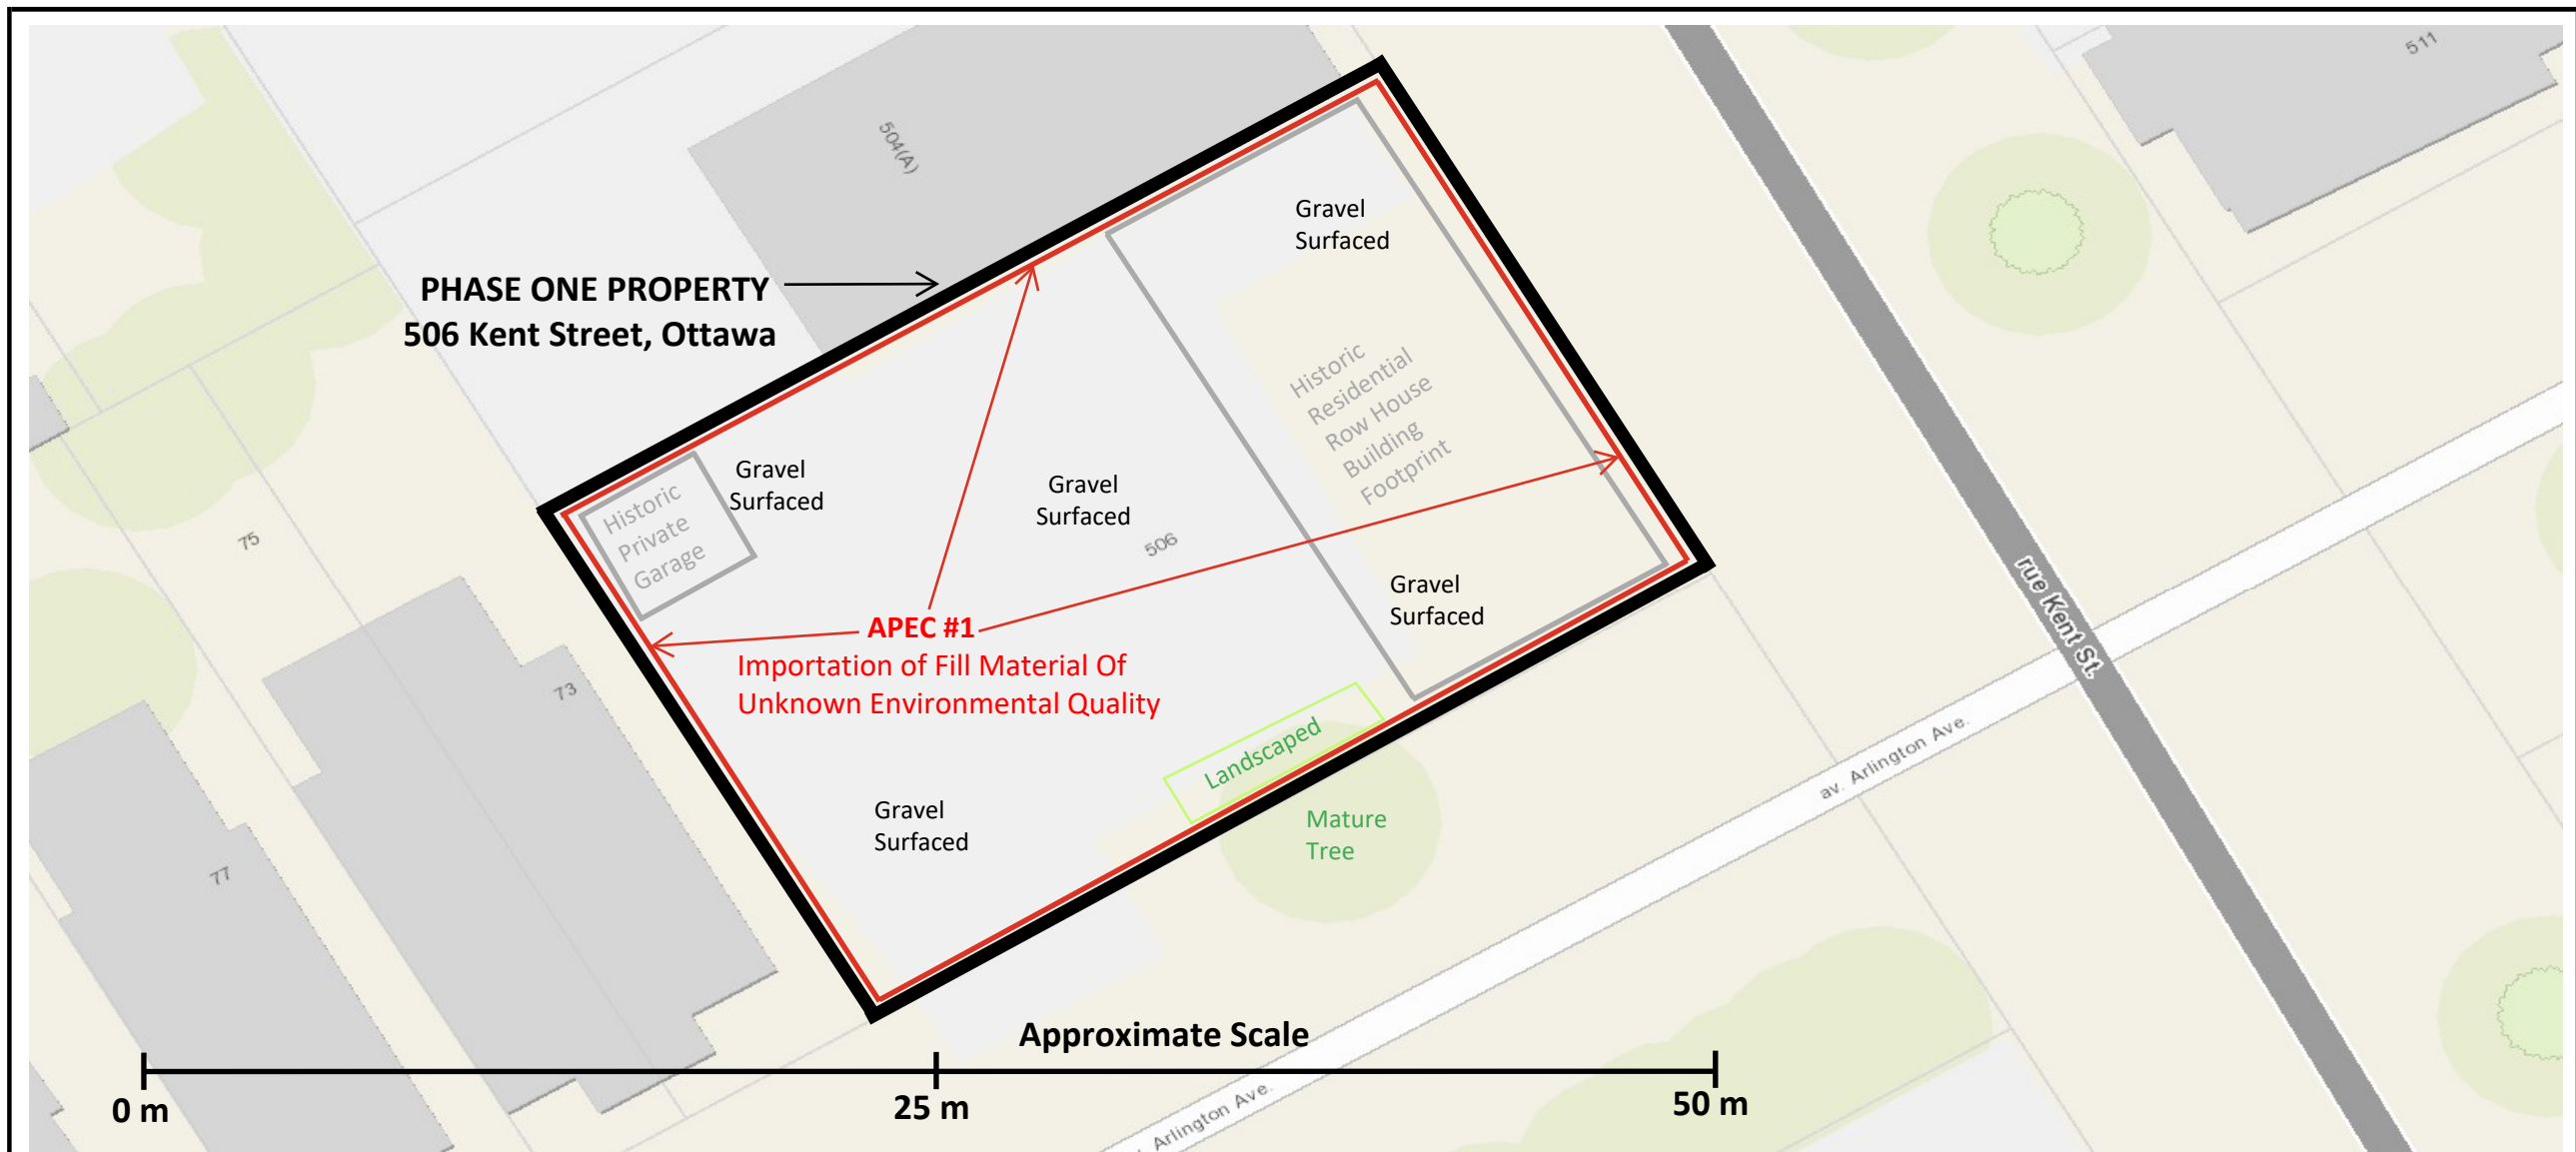 511
504(A)
Gravel
Surfaced
PHASE ONE PROPERTY
506 Kent Street, Ottawa
Historic
Residential
Row House
Building
Footprint
Gravel
Surfaced
Gravel
Surfaced
Historic
Private
Garage
75
506
rue Kent St.
Gravel
Surfaced
APEC #1
Importation of Fill Material Of
Unknown Environmental Quality
73
Landscaped
av. Arlington Ave.
Mature
Tree
Gravel
Surfaced
77
Approximate Scale
0 m
25 m
50 m
Arlington Ave.